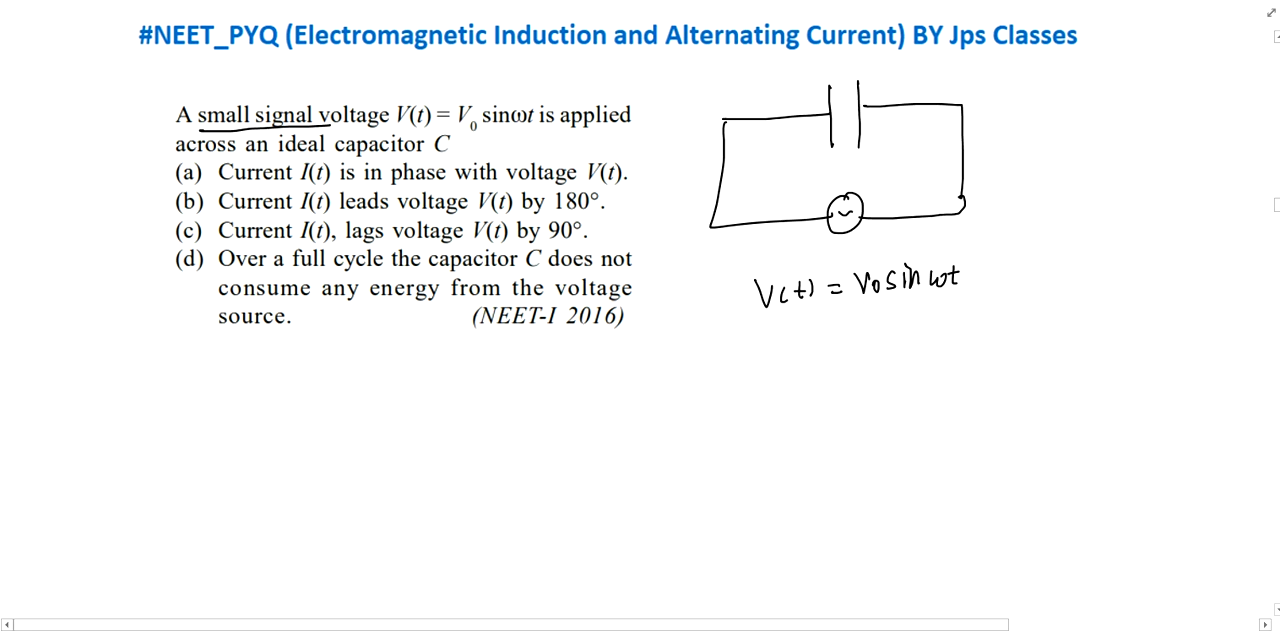 #NEET_PYQ (Electromagnetic Induction and Alternating Current) BY Jps Classes
A small signal voltage V(t) = V₀ sinωt is applied
across an ideal capacitor C
(a) Current I(t) is in phase with voltage V(t).
(b) Current I(t) leads voltage V(t) by 180°.
(c) Current I(t), lags voltage V(t) by 90°.
(d) Over a full cycle the capacitor C does not
consume any energy from the voltage
source. (NEET-I 2016)
V(t) = V₀ sin ωt